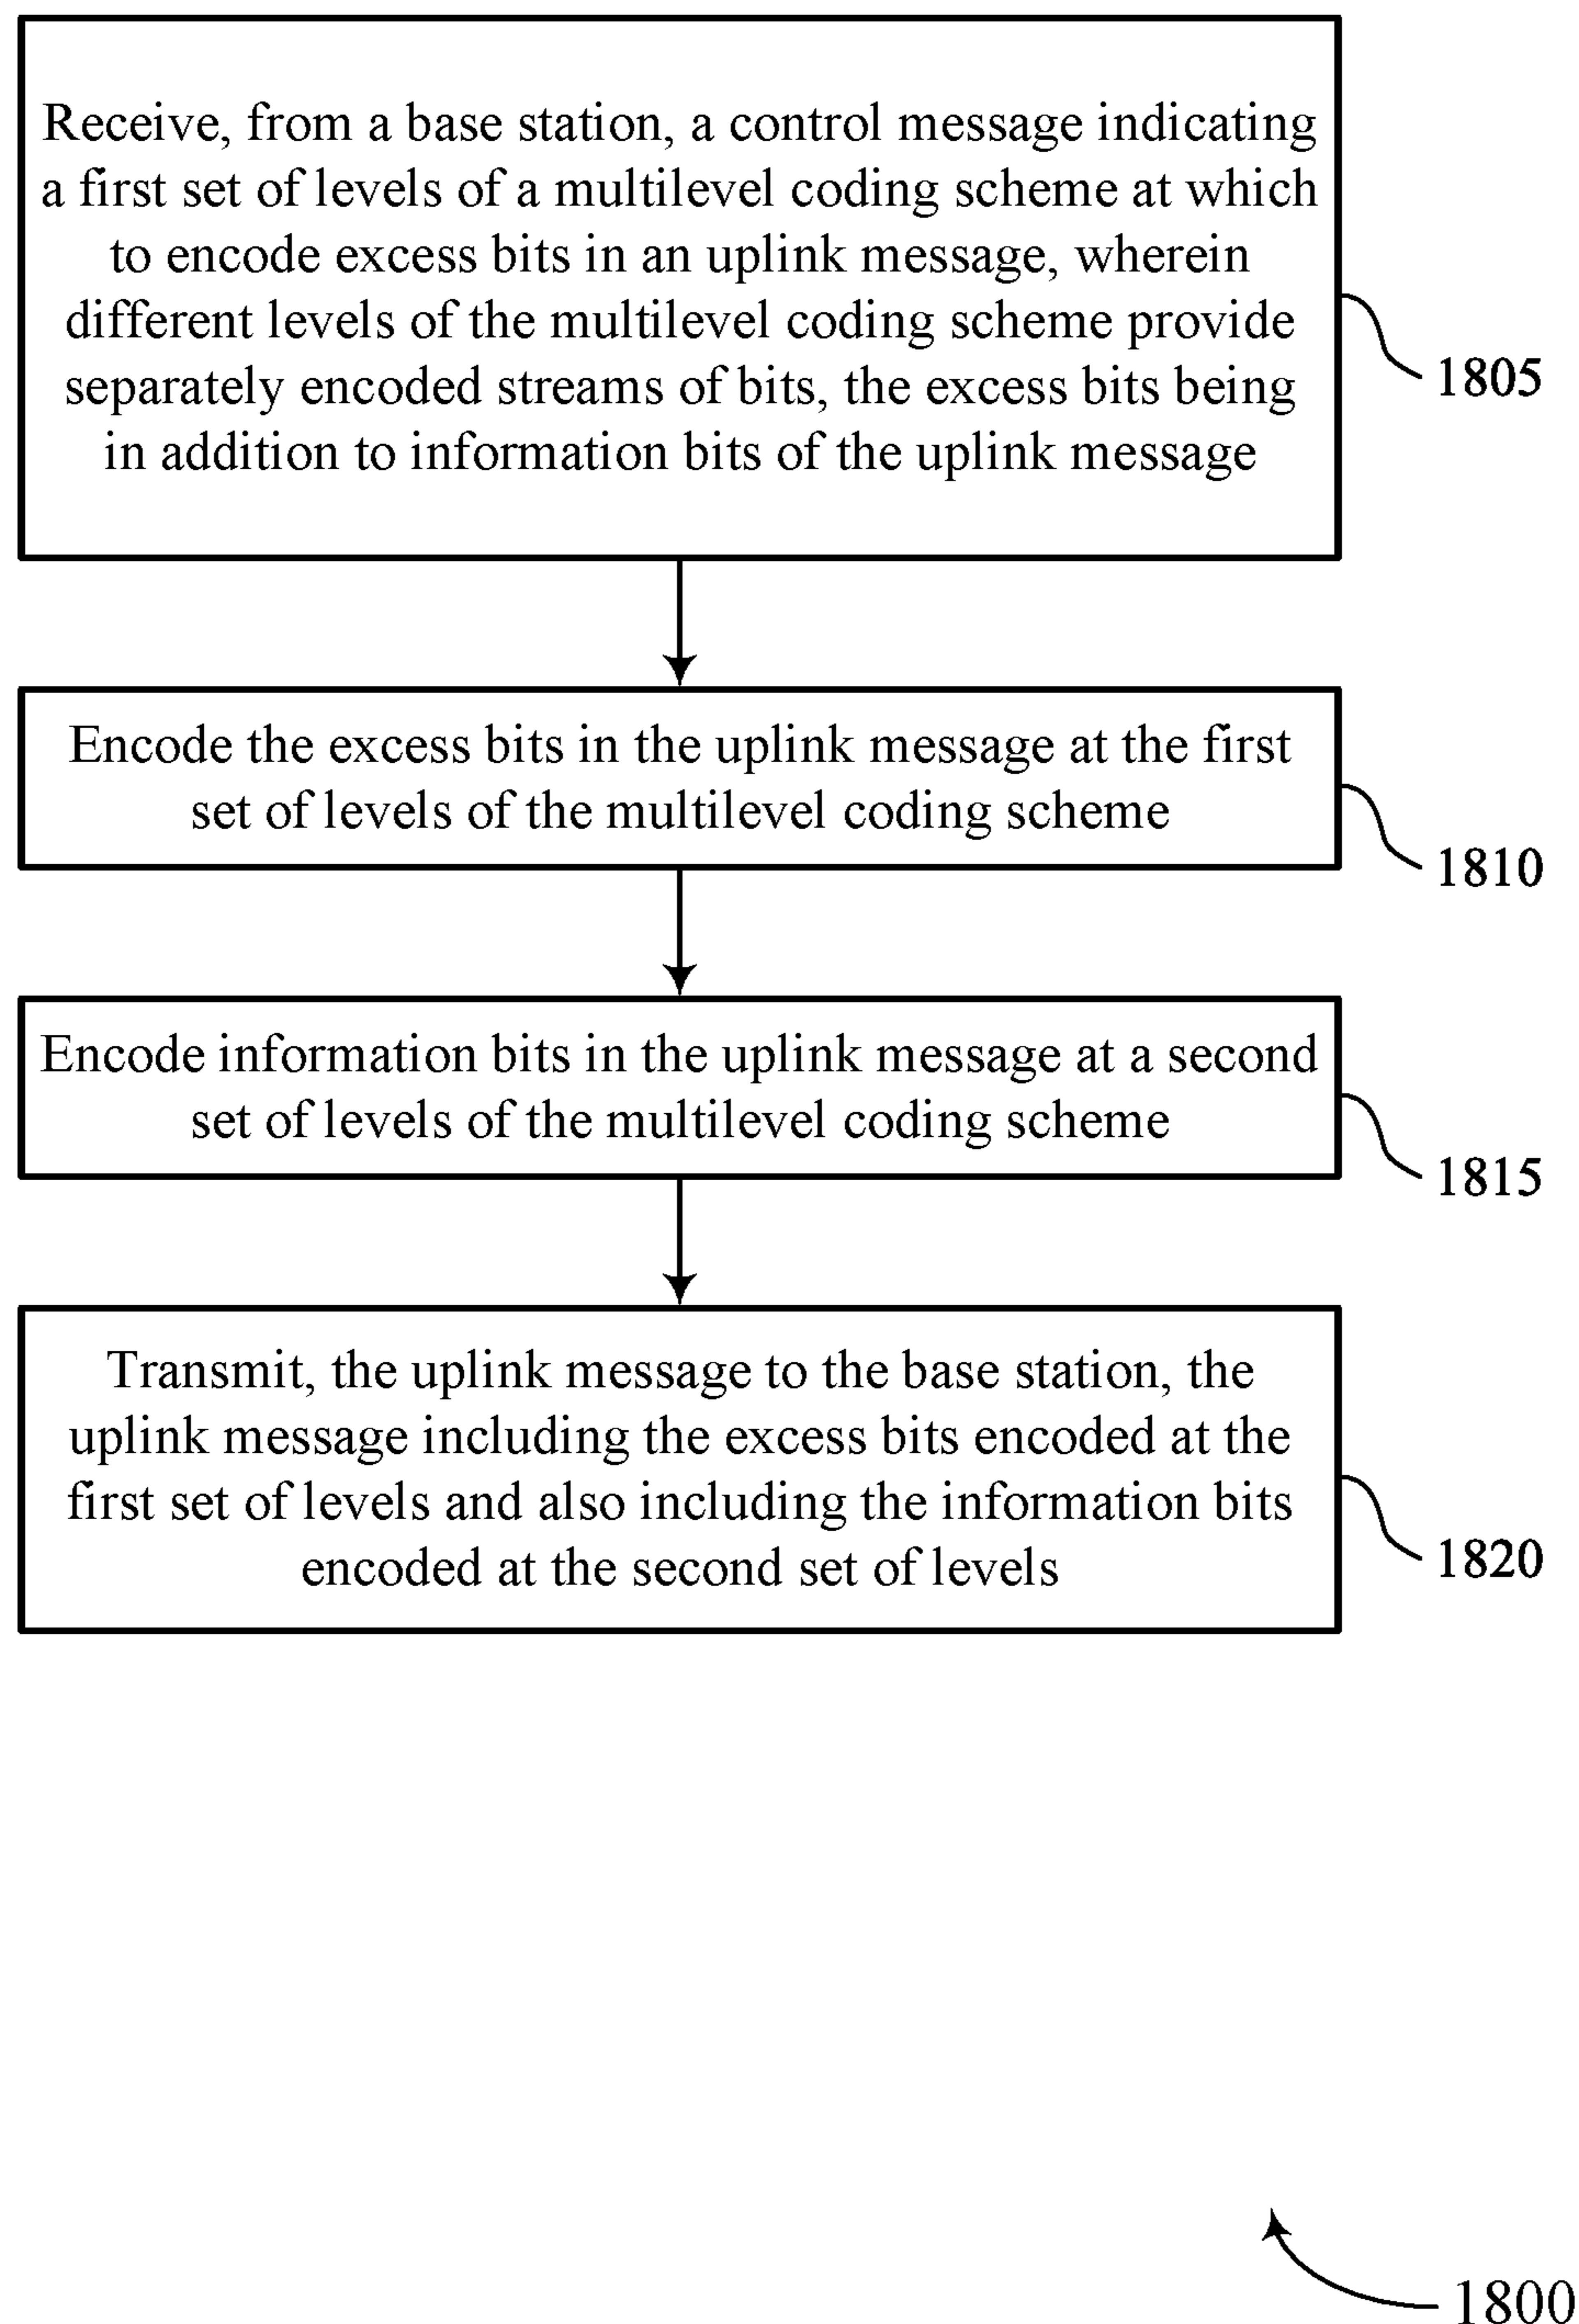 Receive, from a base station, a control message indicating
a first set of levels of a multilevel coding scheme at which
to encode excess bits in an uplink message, wherein
different levels of the multilevel coding scheme provide
separately encoded streams of bits, the excess bits being
in addition to information bits of the uplink message
1805
Encode the excess bits in the uplink message at the first
set of levels of the multilevel coding scheme
1810
Encode information bits in the uplink message at a second
set of levels of the multilevel coding scheme
1815
Transmit, the uplink message to the base station, the
uplink message including the excess bits encoded at the
first set of levels and also including the information bits
encoded at the second set of levels
1820
1800